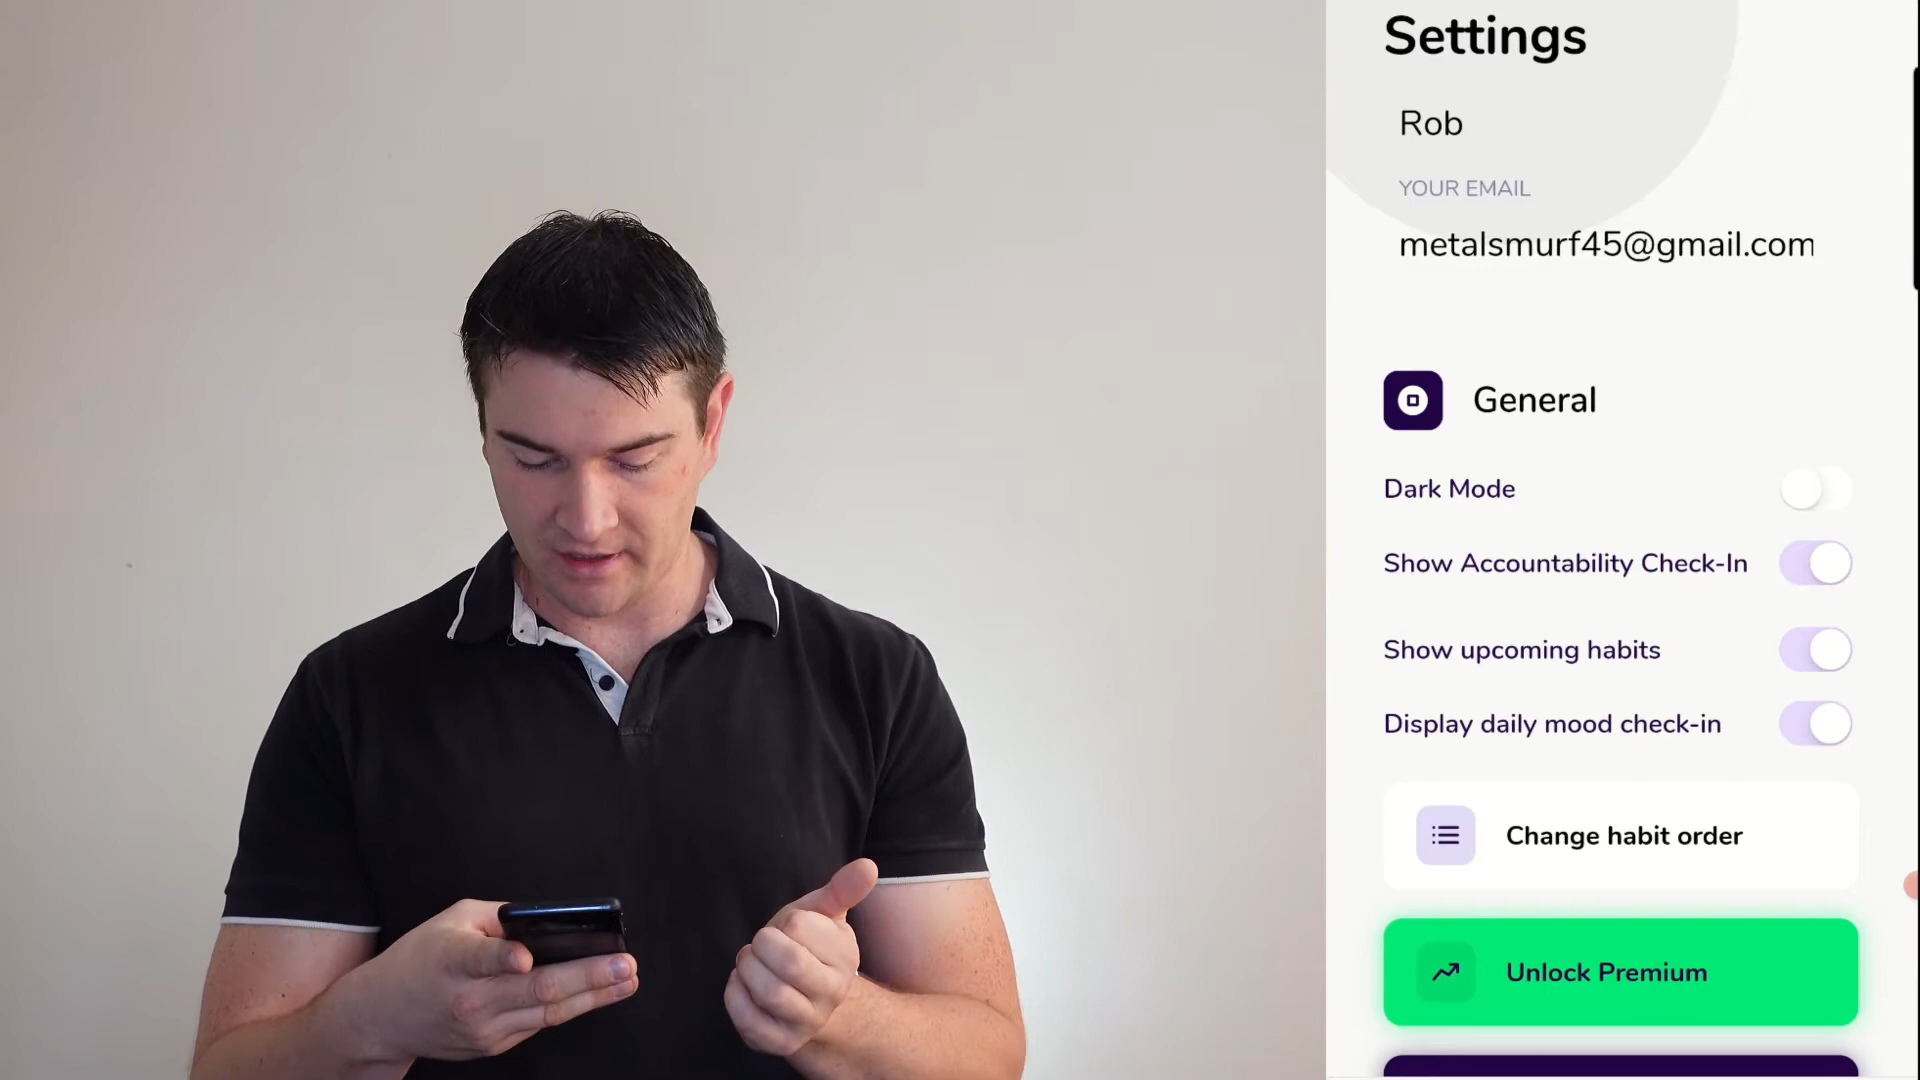 Settings
Rob
YOUR EMAIL
metalsmurf45@gmail.com
General
Dark Mode
Show Accountability Check-In
Show upcoming habits
Display daily mood check-in
Change habit order
Unlock Premium